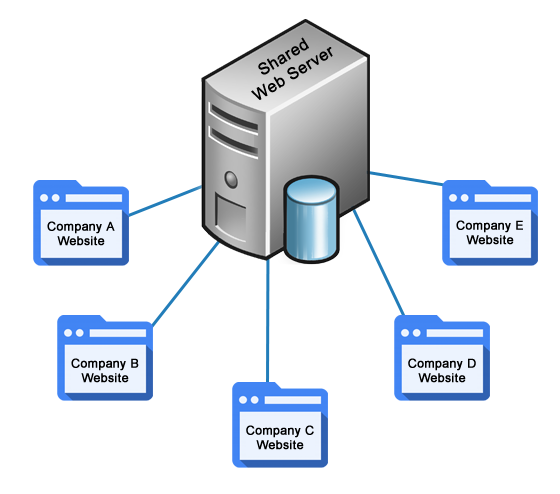 Shared
Web Server
Company A
Website
Company E
Website
Company B
Website
Company D
Website
Company C
Website